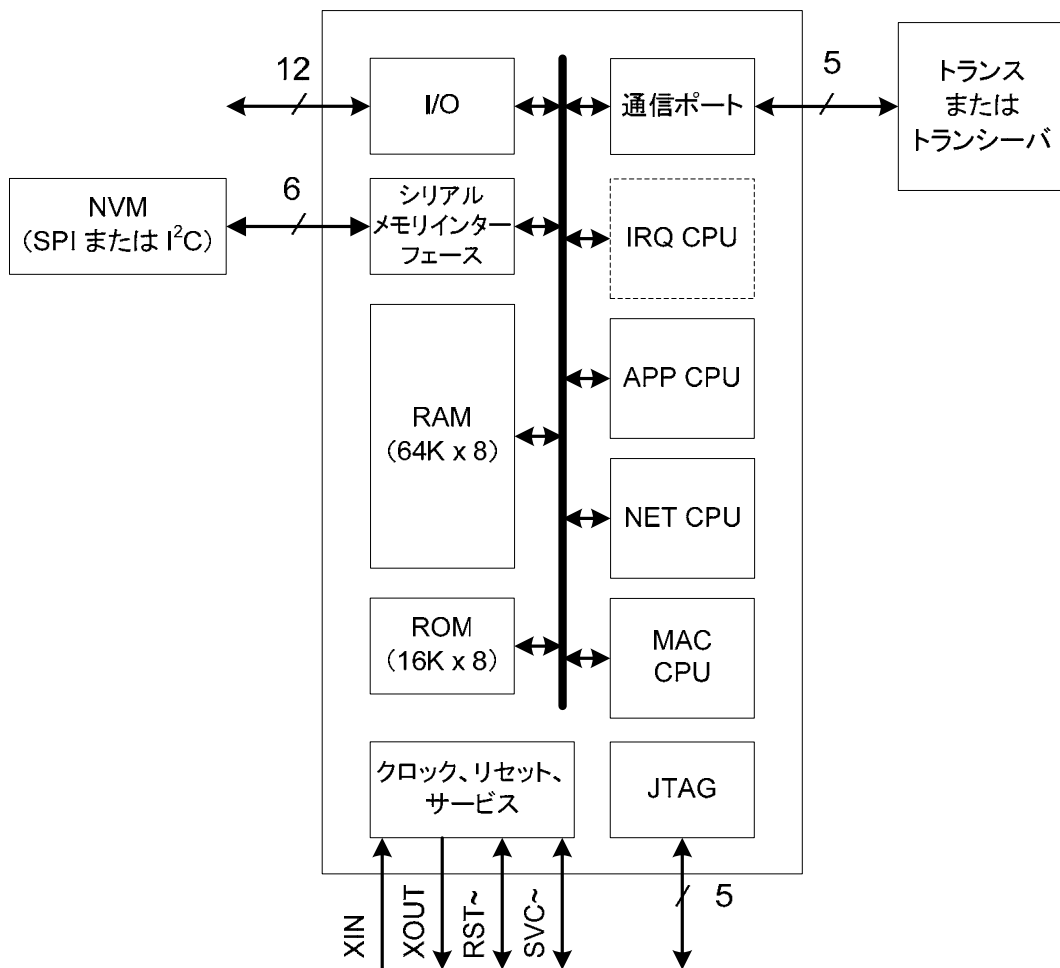 12
I/O
通信ポート
5
トランス
または
トランシーバ
NVM
（SPI または I²C）
6
シリアル
メモリインター
フェース
IRQ CPU
APP CPU
RAM
（64K x 8）
NET CPU
ROM
（16K x 8）
MAC
CPU
クロック、リセット、
サービス
JTAG
XIN
XOUT
RST~
SVC~
5